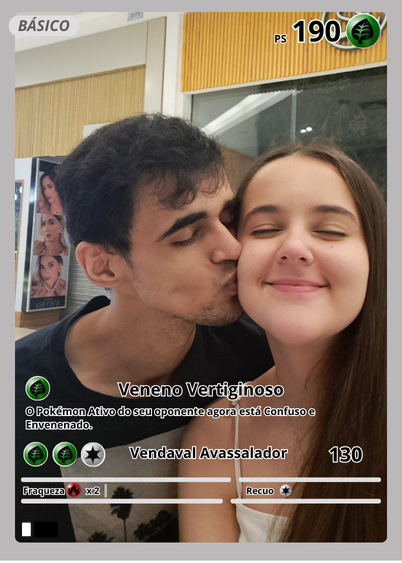 BÁSICO
PS 190
Veneno Vertiginoso
O Pokémon Ativo do seu oponente agora está Confuso e
Envenenado.
Vendaval Avassalador 130
Fraqueza x2
Recuo